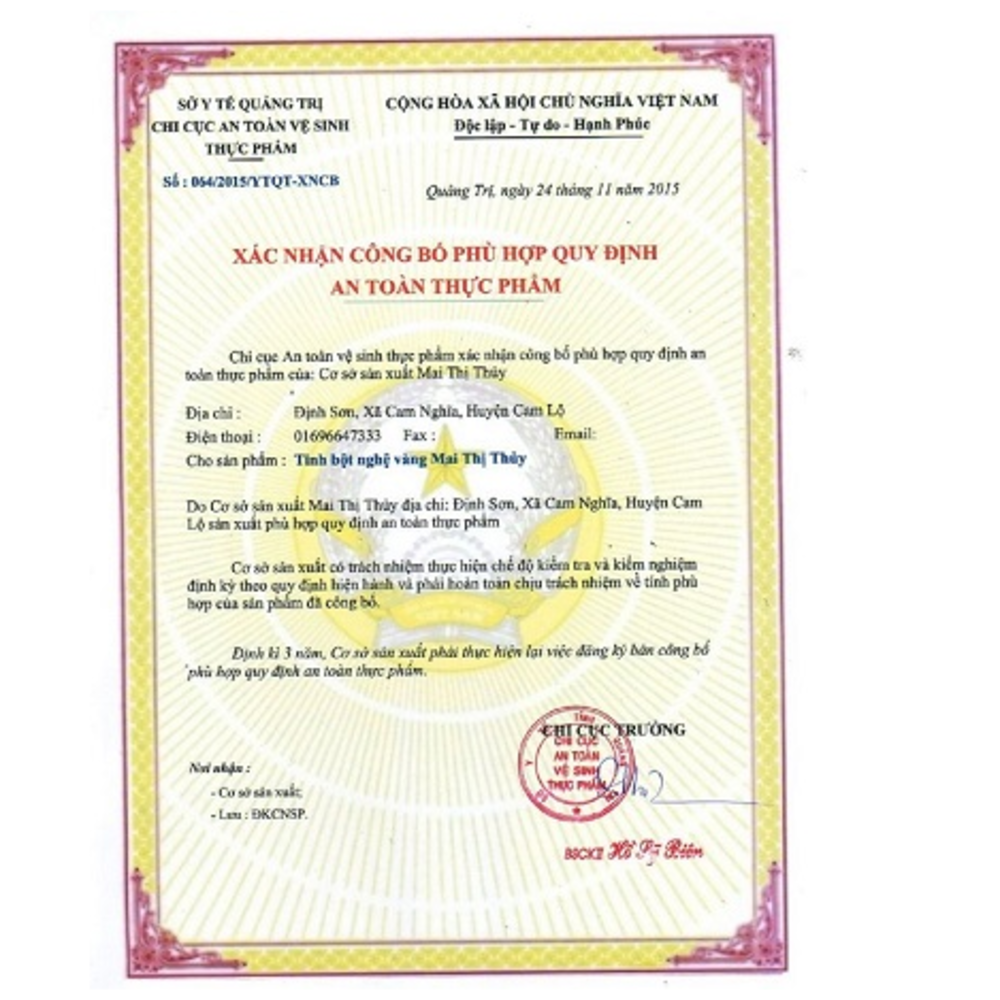 SỞ Y TẾ QUẢNG TRỊ
CHI CỤC AN TOÀN VỆ SINH
THỰC PHẨM
Số : 064/2015/YTQT-XNCB
CỘNG HÒA XÃ HỘI CHỦ NGHĨA VIỆT NAM
Độc lập - Tự do - Hạnh Phúc
Quảng Trị, ngày 24 tháng 11 năm 2015
XÁC NHẬN CÔNG BỐ PHÙ HỢP QUY ĐỊNH
AN TOÀN THỰC PHẨM
Chi cục An toàn vệ sinh thực phẩm xác nhận công bố phù hợp quy định an
toàn thực phẩm của: Cơ sở sản xuất Mai Thị Thủy
Địa chỉ : Định Sơn, Xã Cam Nghĩa, Huyện Cam Lộ
Điện thoại : 01696647333 Fax : Email:
Cho sản phẩm : Tinh bột nghệ vàng Mai Thị Thủy
Do Cơ sở sản xuất Mai Thị Thủy địa chỉ: Định Sơn, Xã Cam Nghĩa, Huyện Cam
Lộ sản xuất phù hợp quy định an toàn thực phẩm
Cơ sở sản xuất có trách nhiệm thực hiện chế độ kiểm tra và kiểm nghiệm
định kỳ theo quy định hiện hành và phải hoàn toàn chịu trách nhiệm về tính phù
hợp của sản phẩm đã công bố.
Định kì 3 năm, Cơ sở sản xuất phải thực hiện lại việc đăng ký bản công bố
phù hợp quy định an toàn thực phẩm.
CHI CỤC TRƯỞNG
CHI CỤC
AN TOÀN
VỆ SINH
THỰC PHẨM
Nơi nhận :
- Cơ sở sản xuất;
- Lưu : ĐKCNSP.
BSCKII Hồ Sỹ Biên